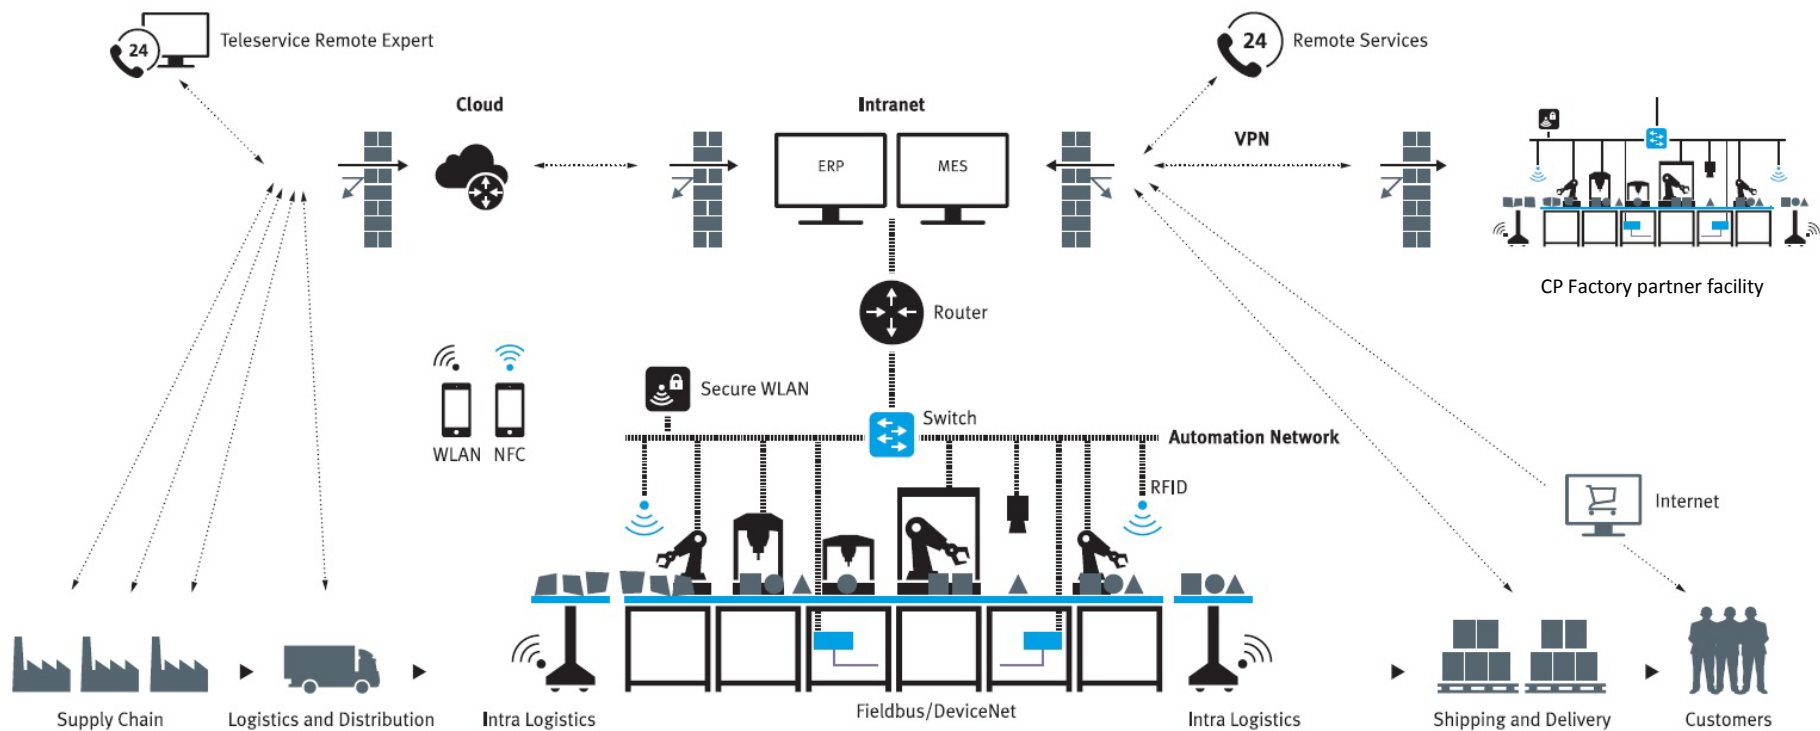 24
Teleservice Remote Expert
24
Remote Services
Cloud
Intranet
VPN
ERP
MES
CP Factory partner facility
Router
Secure WLAN
Switch
Automation Network
WLAN
NFC
RFID
Internet
Supply Chain
Logistics and Distribution
Intra Logistics
Fieldbus/DeviceNet
Intra Logistics
Shipping and Delivery
Customers